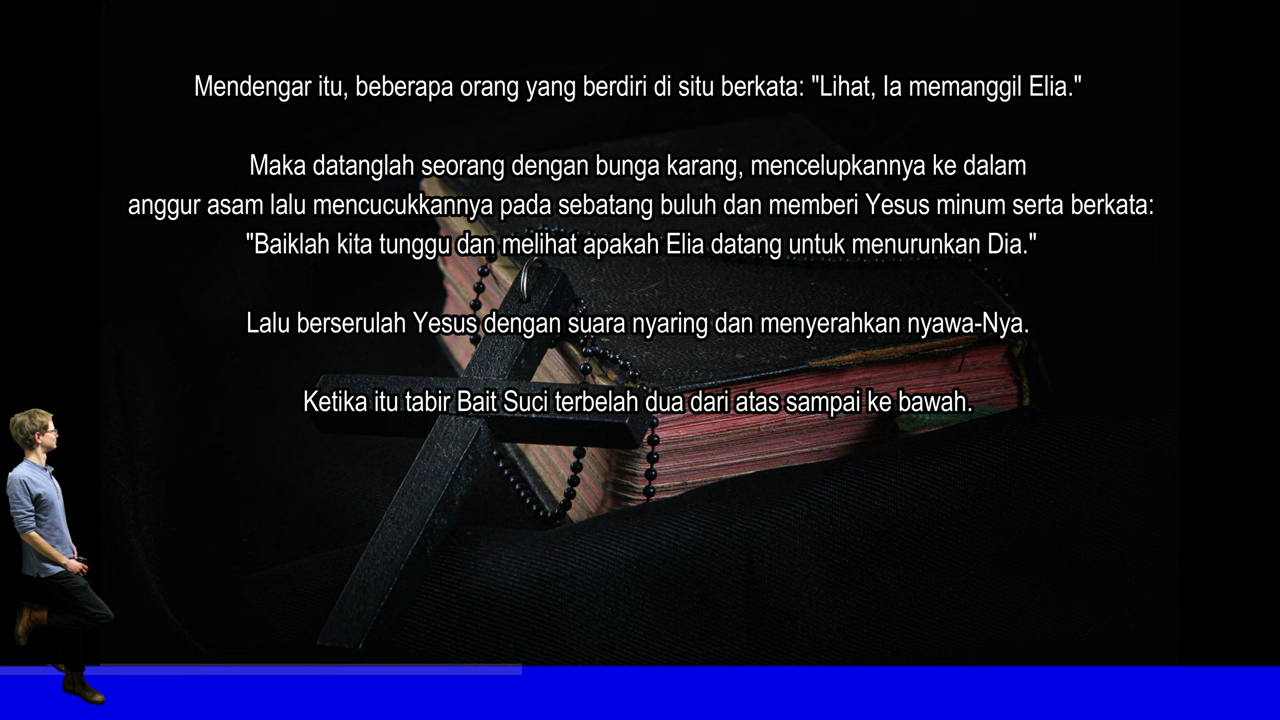 Mendengar itu, beberapa orang yang berdiri di situ berkata: "Lihat, Ia memanggil Elia."
Maka datanglah seorang dengan bunga karang, mencelupkannya ke dalam
anggur asam lalu mencucukkannya pada sebatang buluh dan memberi Yesus minum serta berkata:
"Baiklah kita tunggu dan melihat apakah Elia datang untuk menurunkan Dia."
Lalu berserulah Yesus dengan suara nyaring dan menyerahkan nyawa-Nya.
Ketika itu tabir Bait Suci terbelah dua dari atas sampai ke bawah.